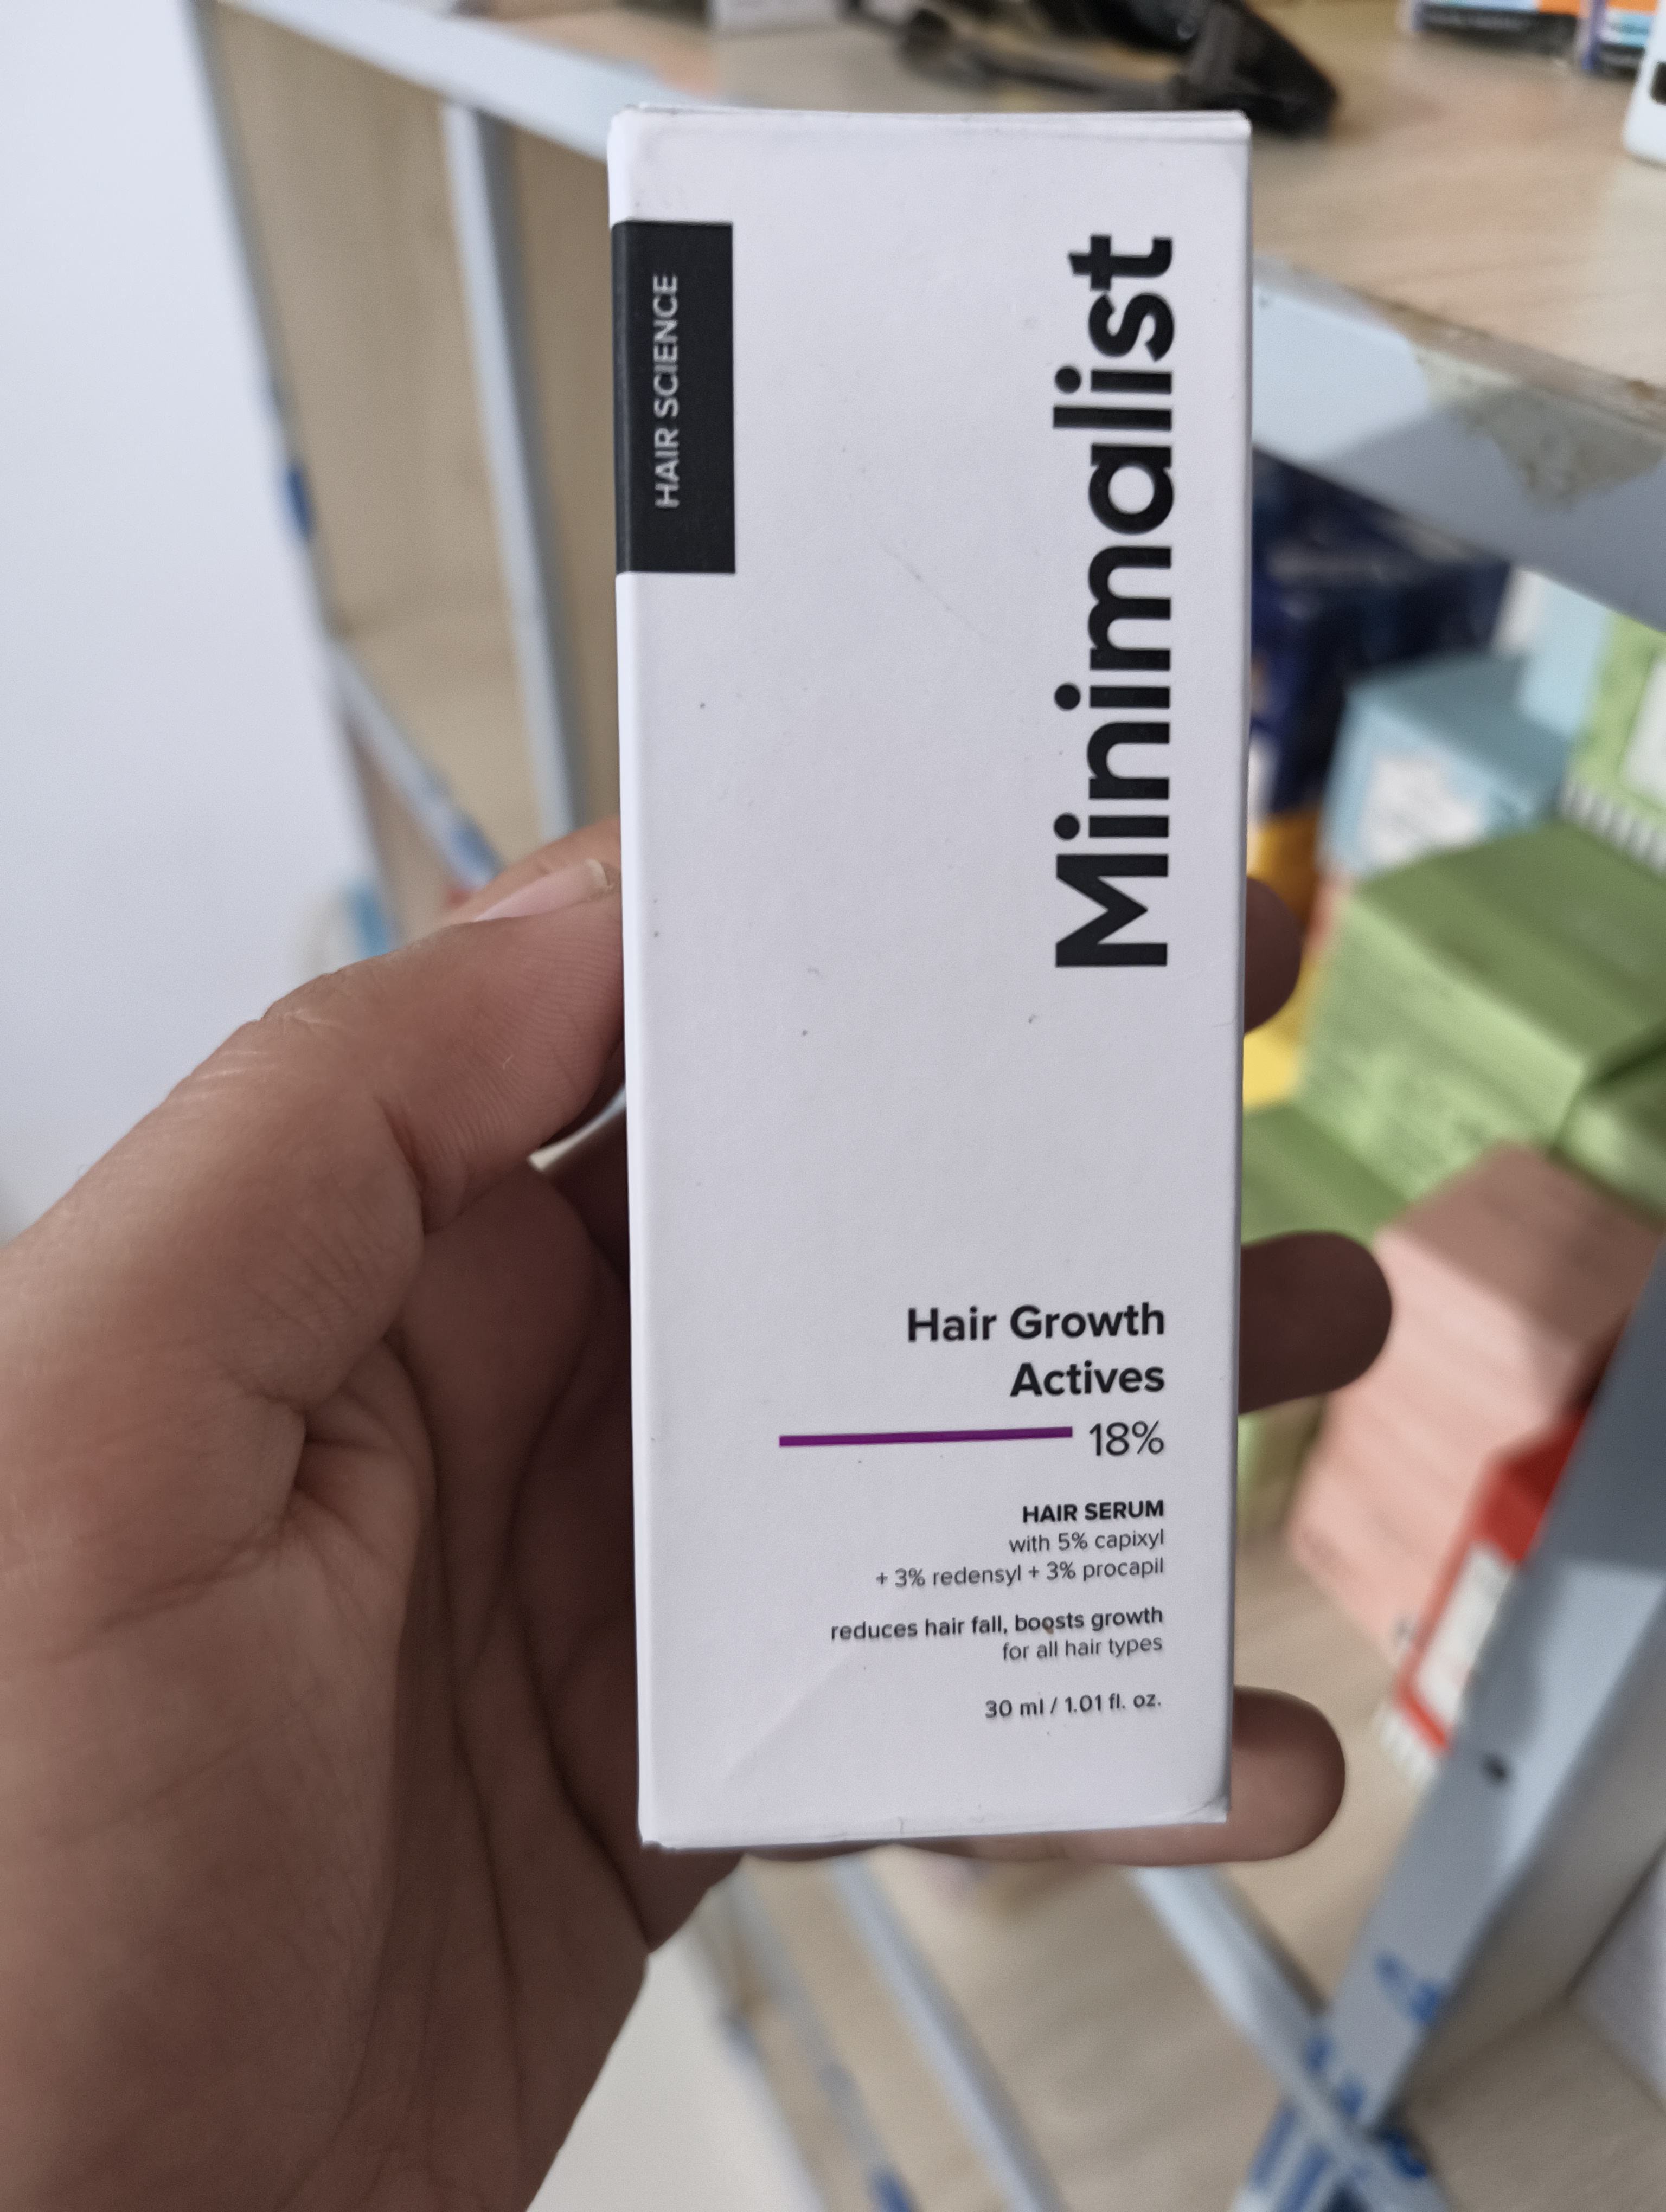 HAIR SCIENCE
Minimalist
Hair Growth
Actives
18%
HAIR SERUM
with 5% capixyl
+ 3% redensyl + 3% procapil
reduces hair fall, boosts growth
for all hair types
30 ml / 1.01 fl. oz.